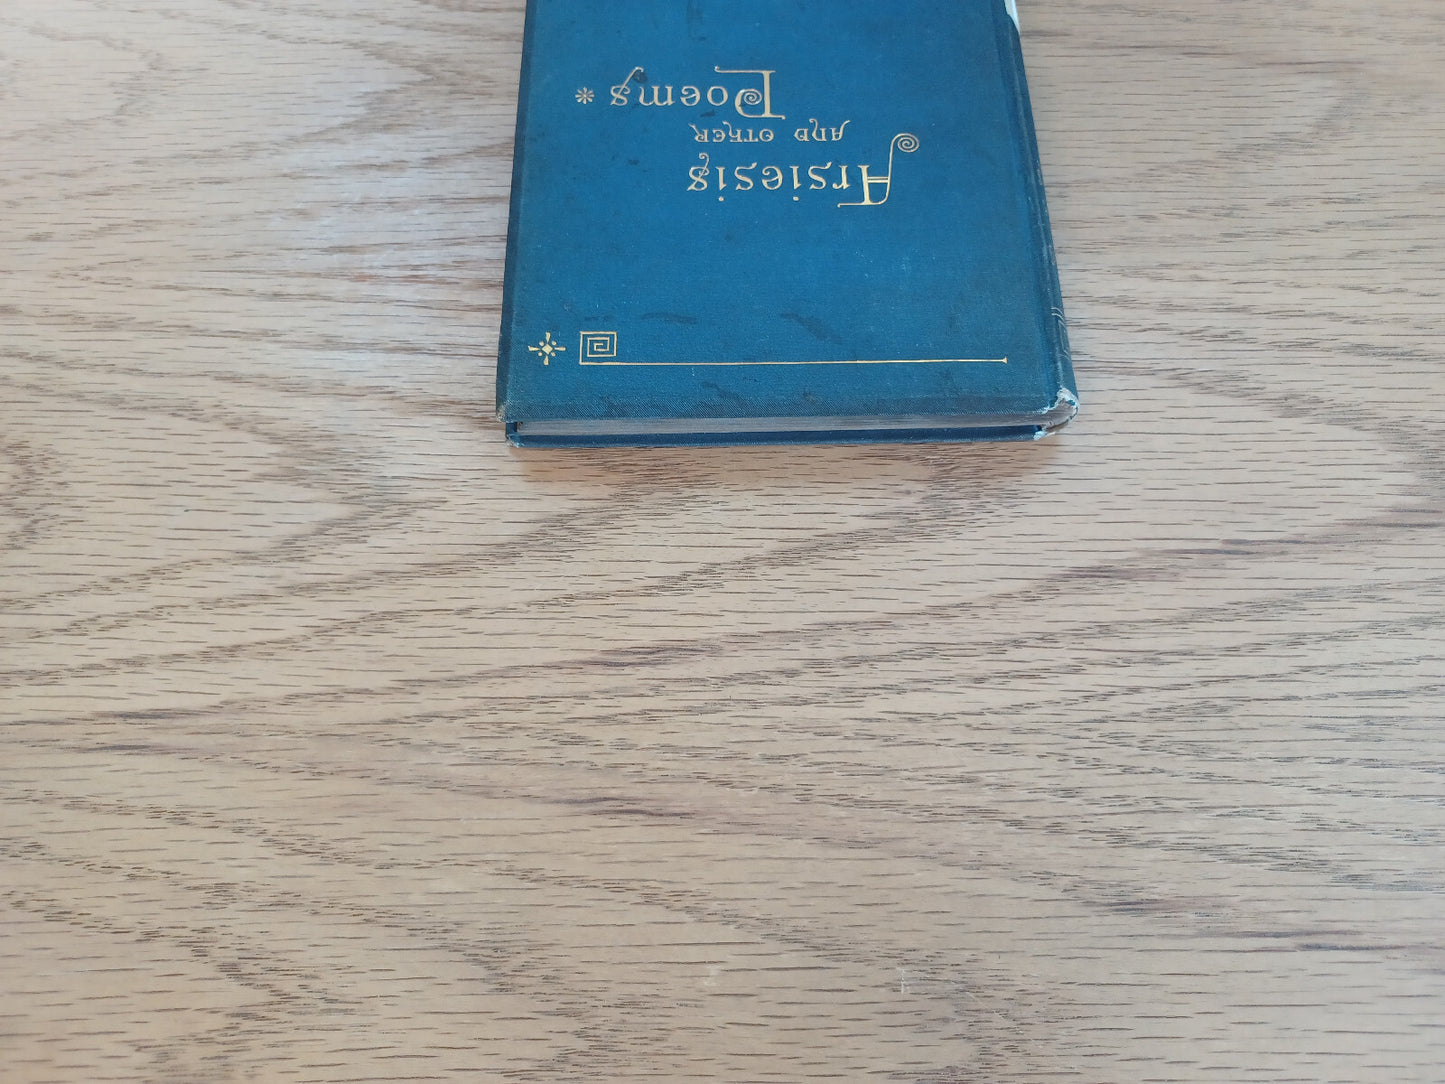 Arsiesis
AND OTHER
Poems *